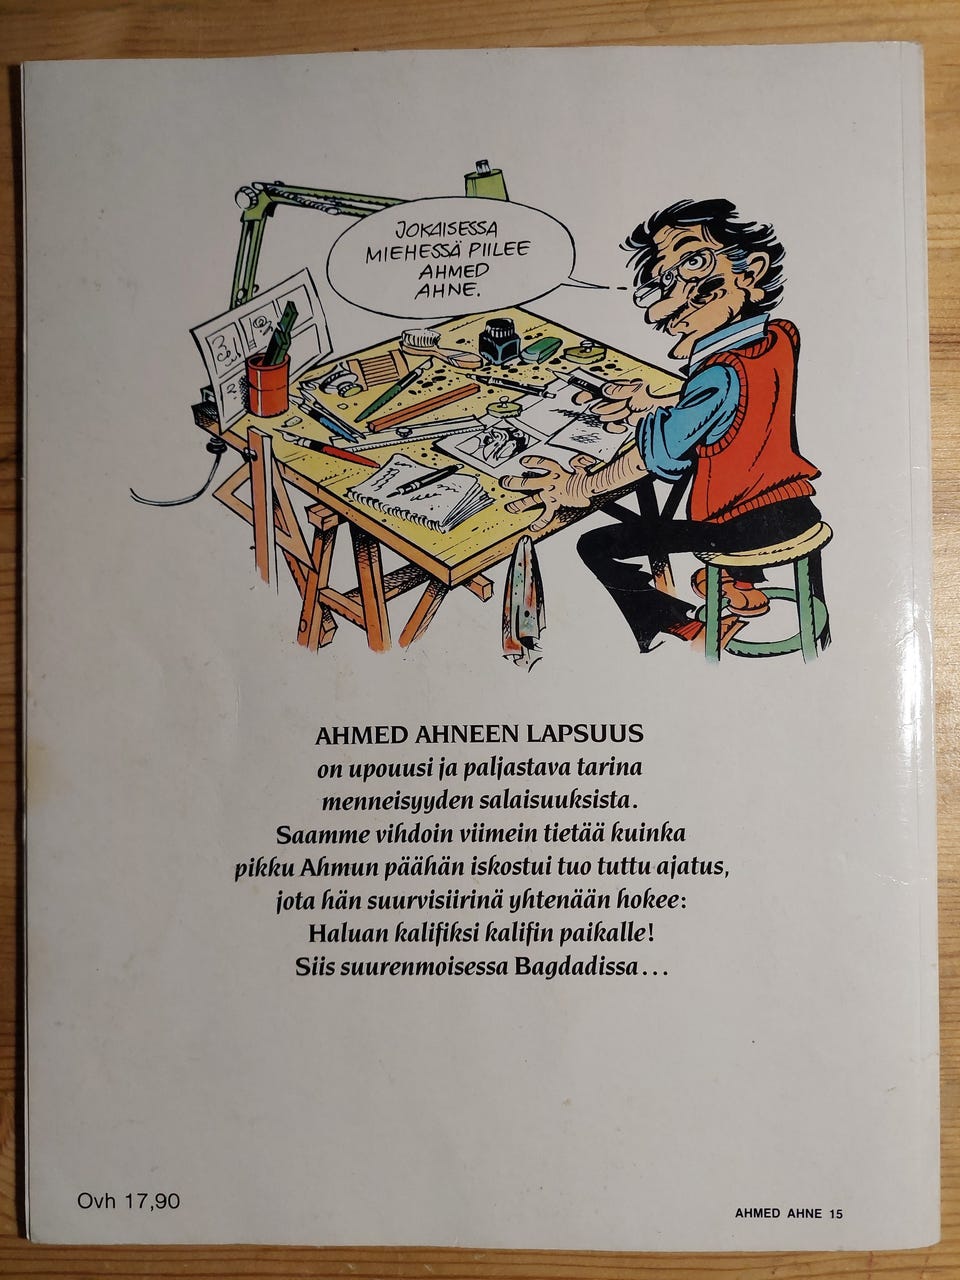 JOKAISESSA
MIEHESSÄ PIILEE
AHMED
AHNE.
AHMED AHNEEN LAPSUUS
on upouusi ja paljastava tarina
menneisyyden salaisuuksista.
Saamme vihdoin viimein tietää kuinka
pikku Ahmun päähän iskostui tuo tuttu ajatus,
jota hän suurvisiirinä yhtenään hokee:
Haluan kalifiksi kalifin paikalle!
Siis suurenmoisessa Bagdadissa...
Ovh 17,90
AHMED AHNE 15